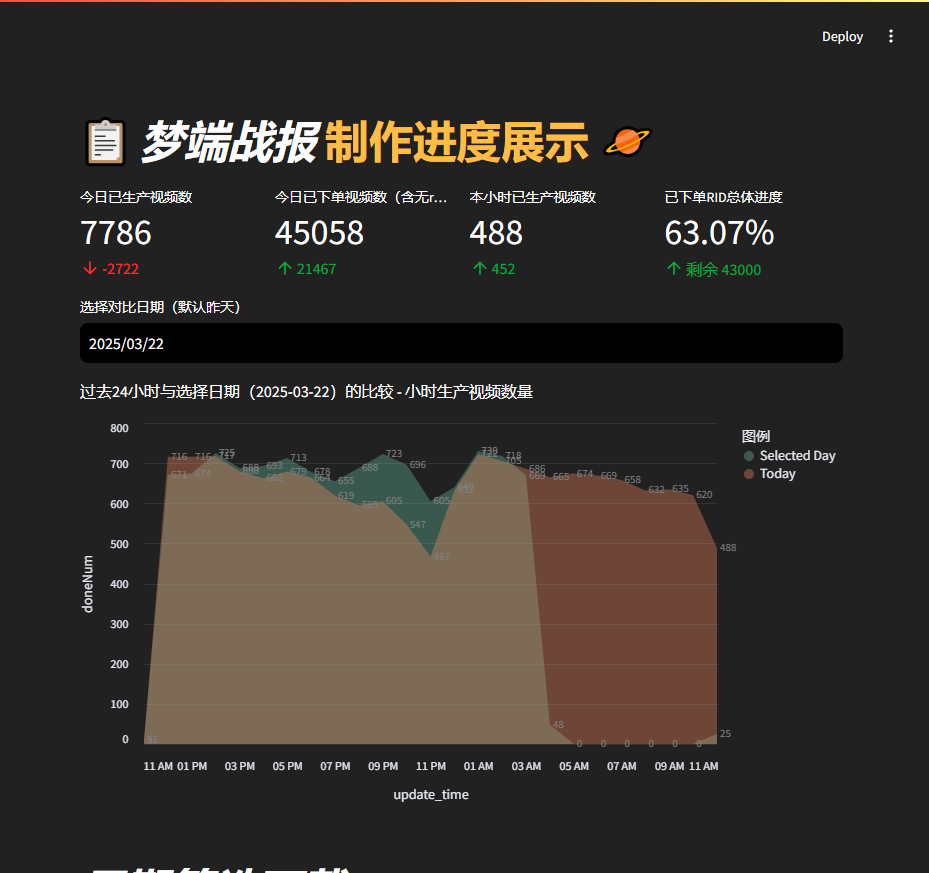 Deploy
梦端战报 制作进度展示
今日已生产视频数
7786
-2722
今日已下单视频数（含无r...
45058
21467
本小时已生产视频数
488
452
已下单RID总体进度
63.07%
剩余 43000
选择对比日期（默认昨天）
2025/03/22
过去24小时与选择日期（2025-03-22）的比较 - 小时生产视频数量
图例
Selected Day
Today
doneNum
800
700
600
500
400
300
200
100
0
716 716 725 717 688 693 713 678 655 688 723 696 605 718 705 686
671 674 662 679 664 619 595 605 547 457 669 665 674 669 658 632 635 620 488
51 48 0 0 0 0 0 0 25
11 AM 01 PM 03 PM 05 PM 07 PM 09 PM 11 PM 01 AM 03 AM 05 AM 07 AM 09 AM 11 AM
update_time